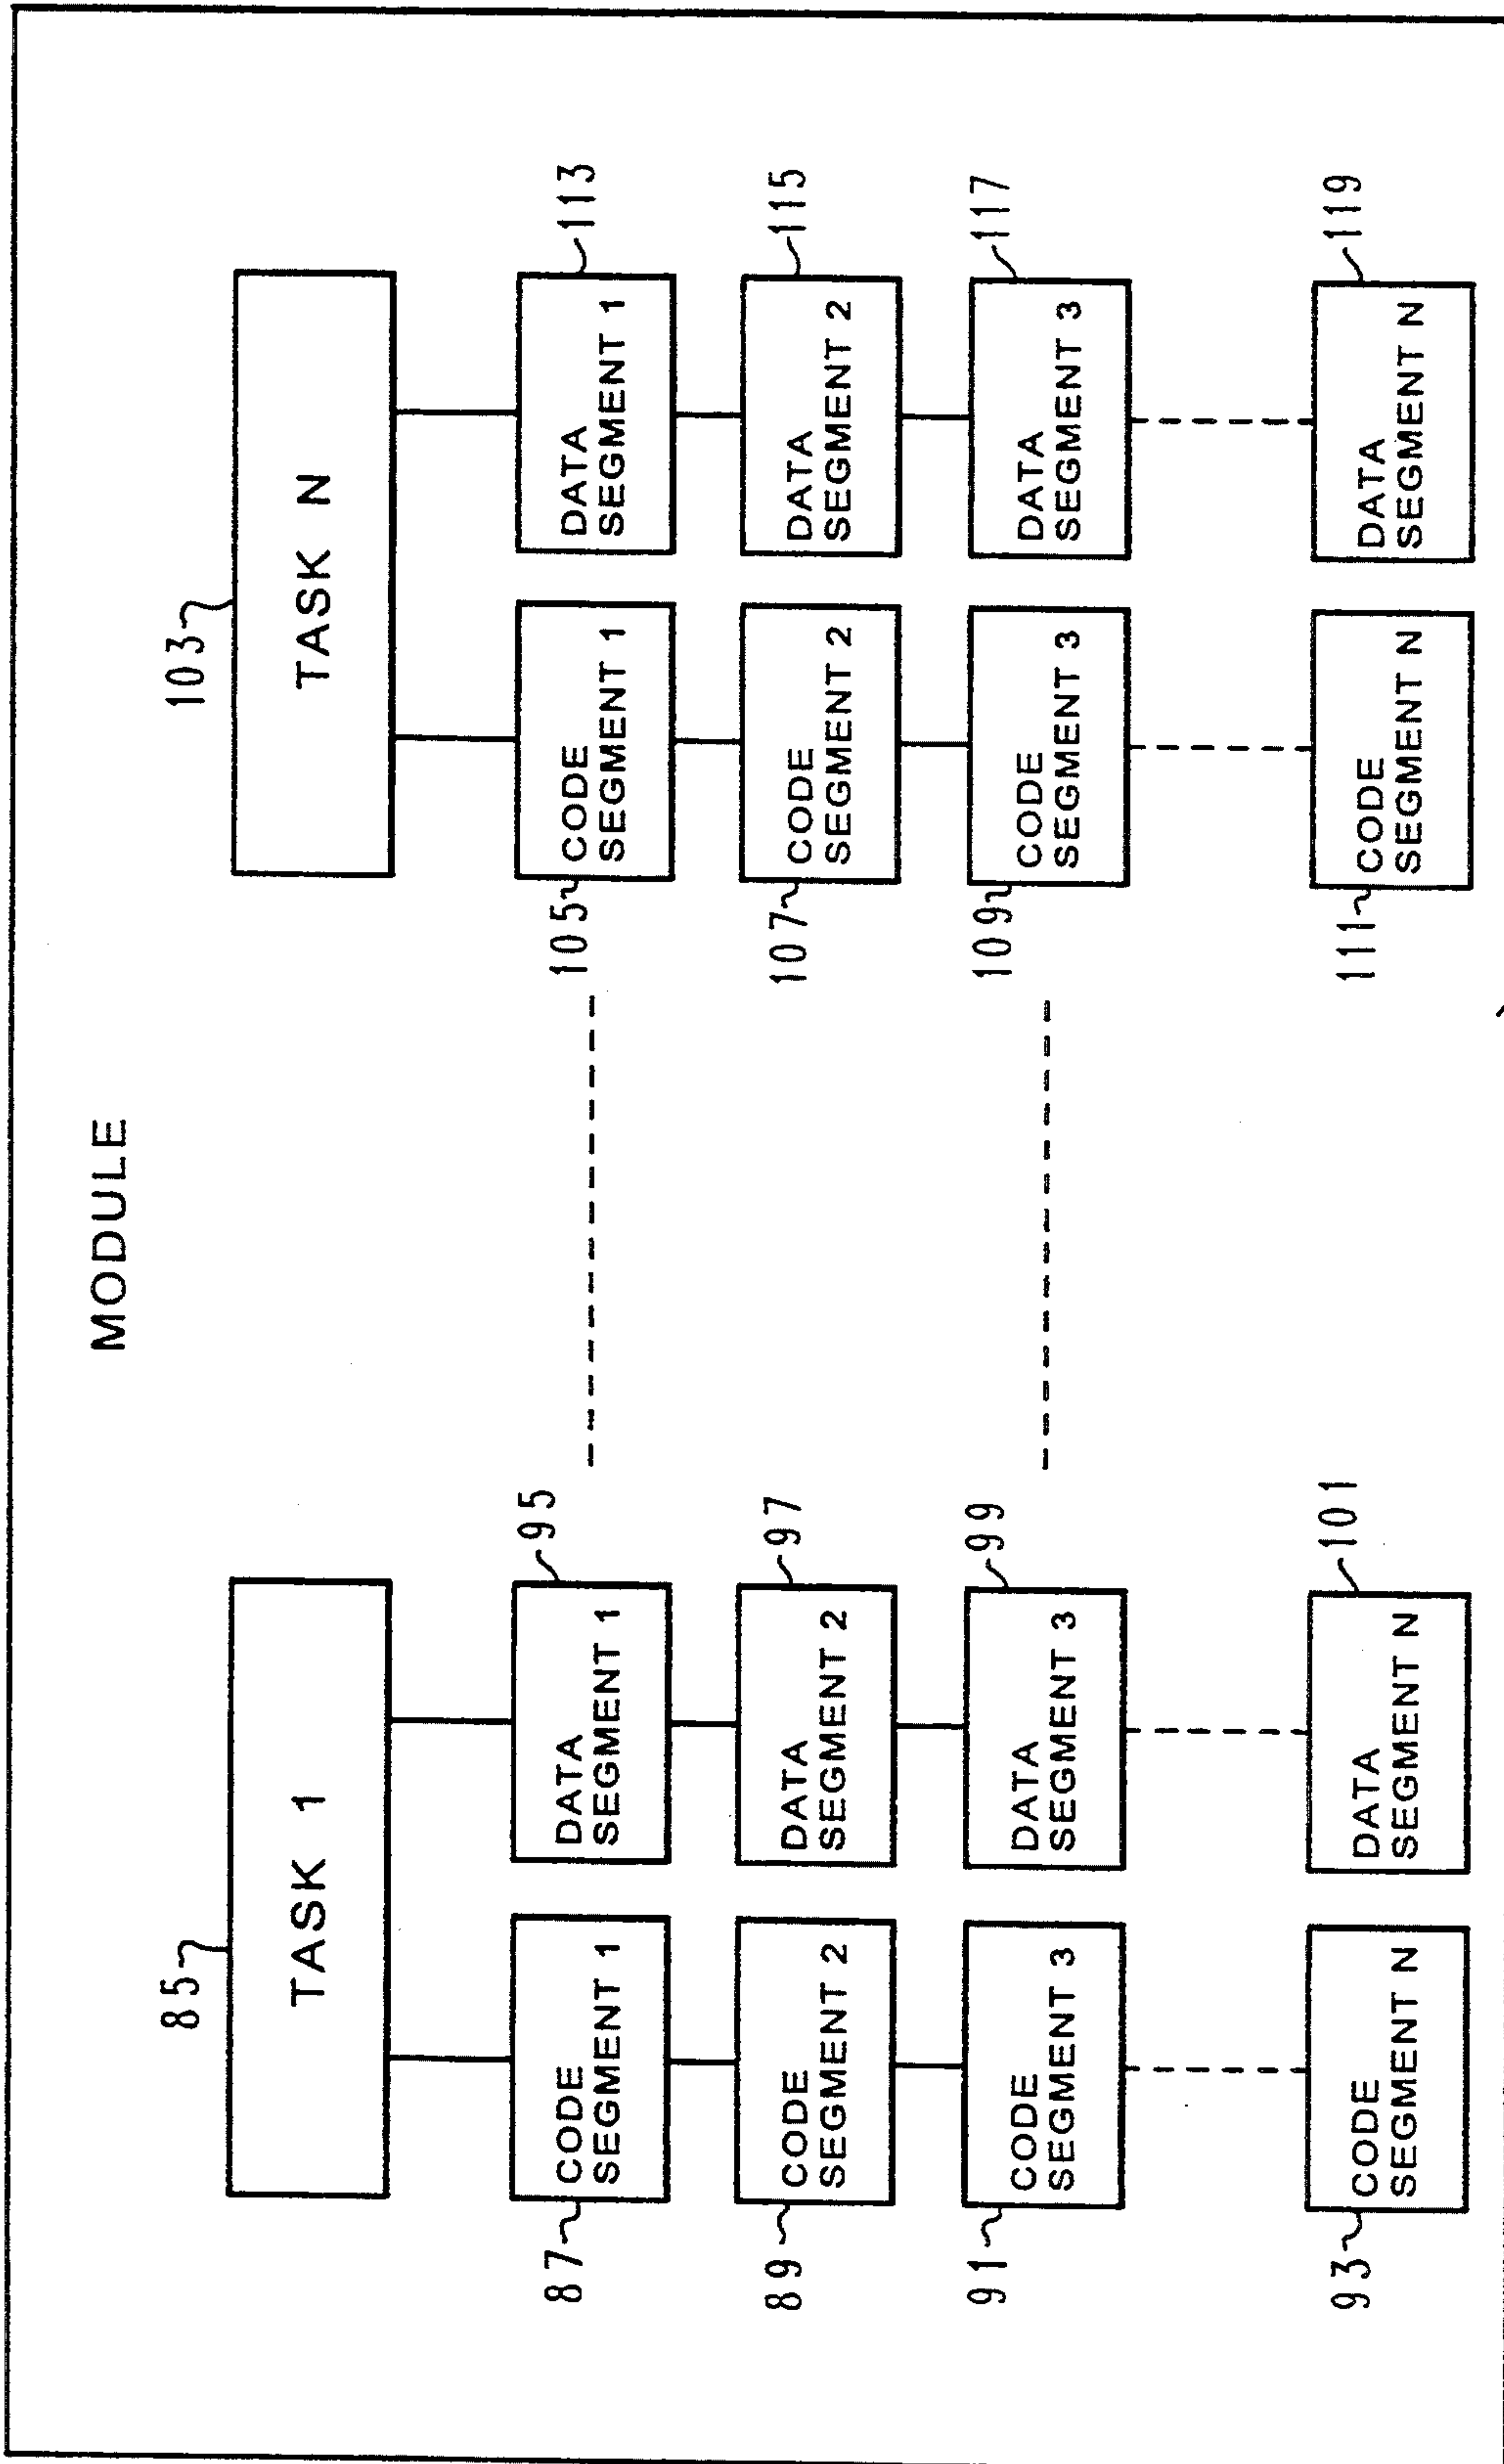 MODULE
85
TASK 1
87
CODE
SEGMENT 1
DATA
SEGMENT 1
95
89
CODE
SEGMENT 2
DATA
SEGMENT 2
97
91
CODE
SEGMENT 3
DATA
SEGMENT 3
99
93
CODE
SEGMENT N
DATA
SEGMENT N
101
103
TASK N
105
CODE
SEGMENT 1
DATA
SEGMENT 1
113
107
CODE
SEGMENT 2
DATA
SEGMENT 2
115
109
CODE
SEGMENT 3
DATA
SEGMENT 3
117
111
CODE
SEGMENT N
DATA
SEGMENT N
119